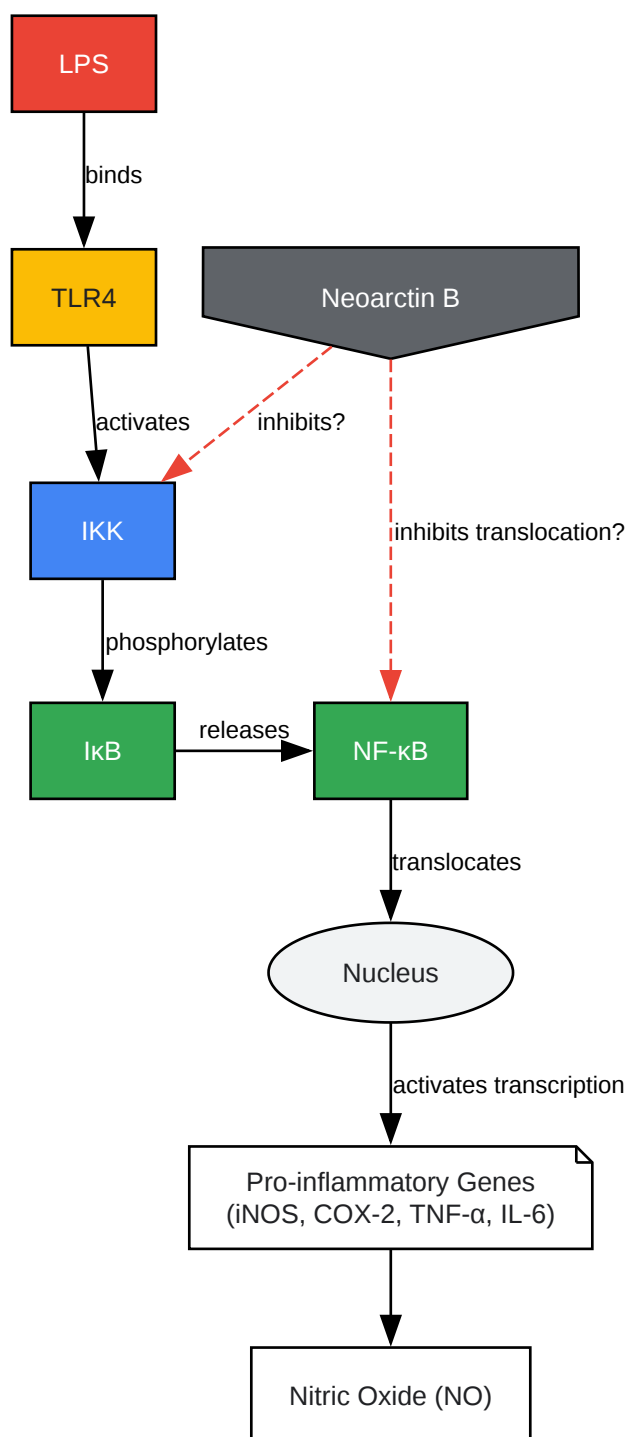 LPS
binds
TLR4
Neoarctin B
activates
inhibits?
IKK
inhibits translocation?
phosphorylates
IκB
releases
NF-κB
translocates
Nucleus
activates transcription
Pro-inflammatory Genes
(iNOS, COX-2, TNF-α, IL-6)
Nitric Oxide (NO)